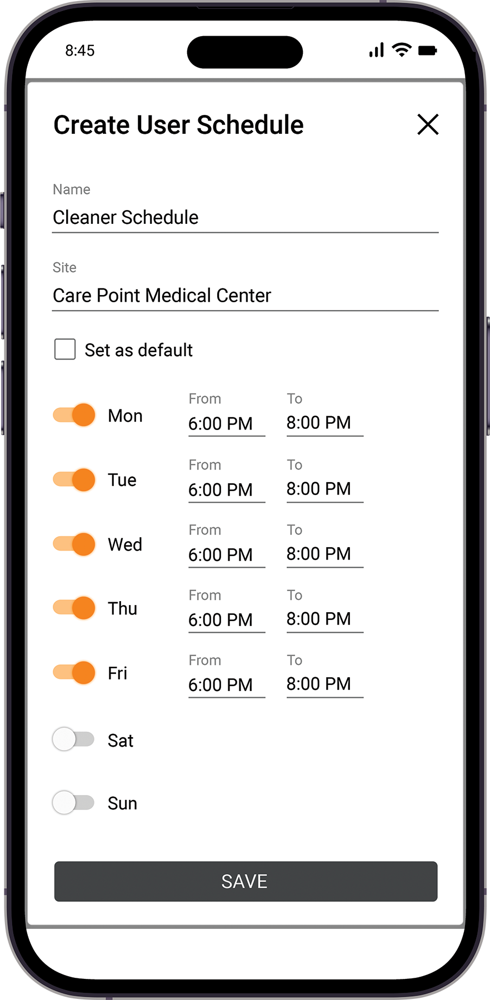 8:45
Create User Schedule
Name
Cleaner Schedule
Site
Care Point Medical Center
Set as default
From To
Mon 6:00 PM 8:00 PM
From To
Tue 6:00 PM 8:00 PM
From To
Wed 6:00 PM 8:00 PM
From To
Thu 6:00 PM 8:00 PM
From To
Fri 6:00 PM 8:00 PM
Sat
Sun
SAVE